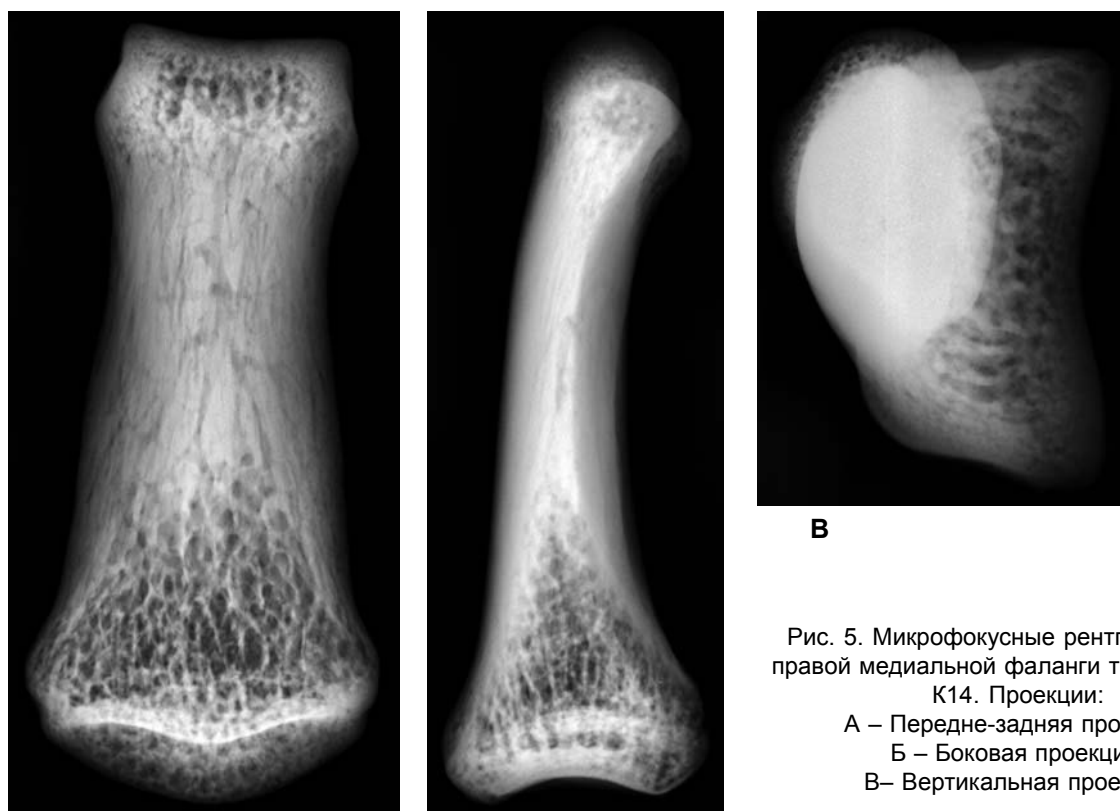 В
Рис. 5. Микрофокусные
правой медиальной фаланги
К14. Проекции:
А – Передне-задняя
Б – Боковая
В– Вертикальная